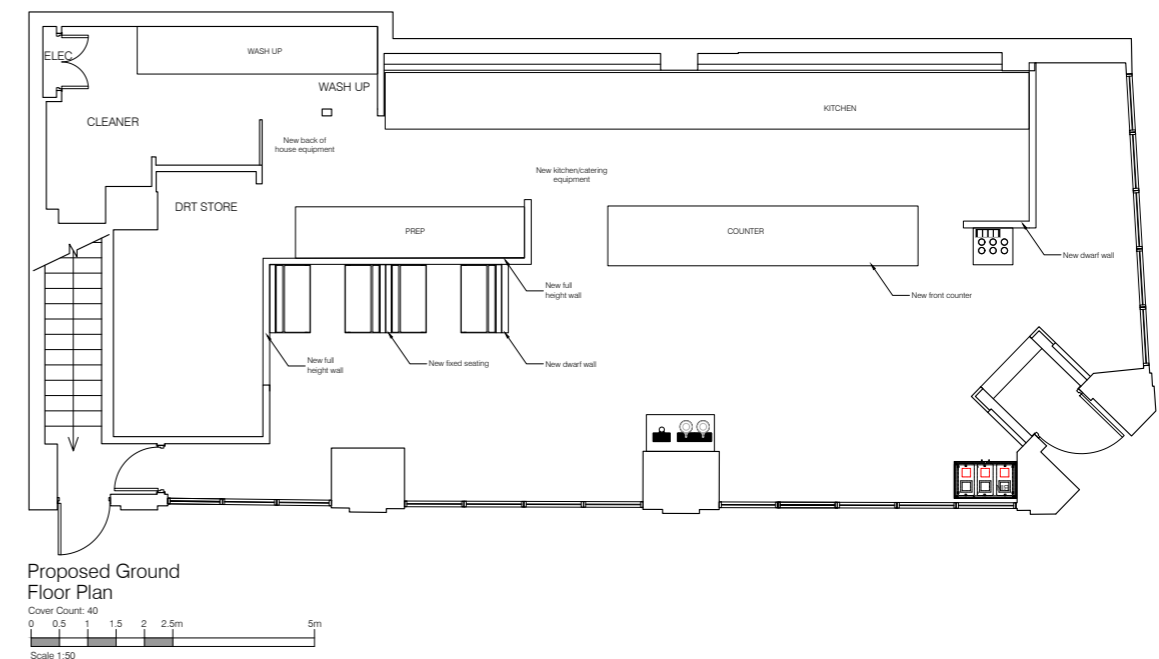 ELEC
WASH UP
WASH UP
KITCHEN
CLEANER
New back of
house equipment
New kitchen/catering
equipment
DRT STORE
PREP
COUNTER
New dwarf wall
New full
height wall
New front counter
New full
height wall
New fixed seating
New dwarf wall
Proposed Ground
Floor Plan
Cover Count: 40
0 0.5 1 1.5 2 2.5m 5m
Scale 1:50